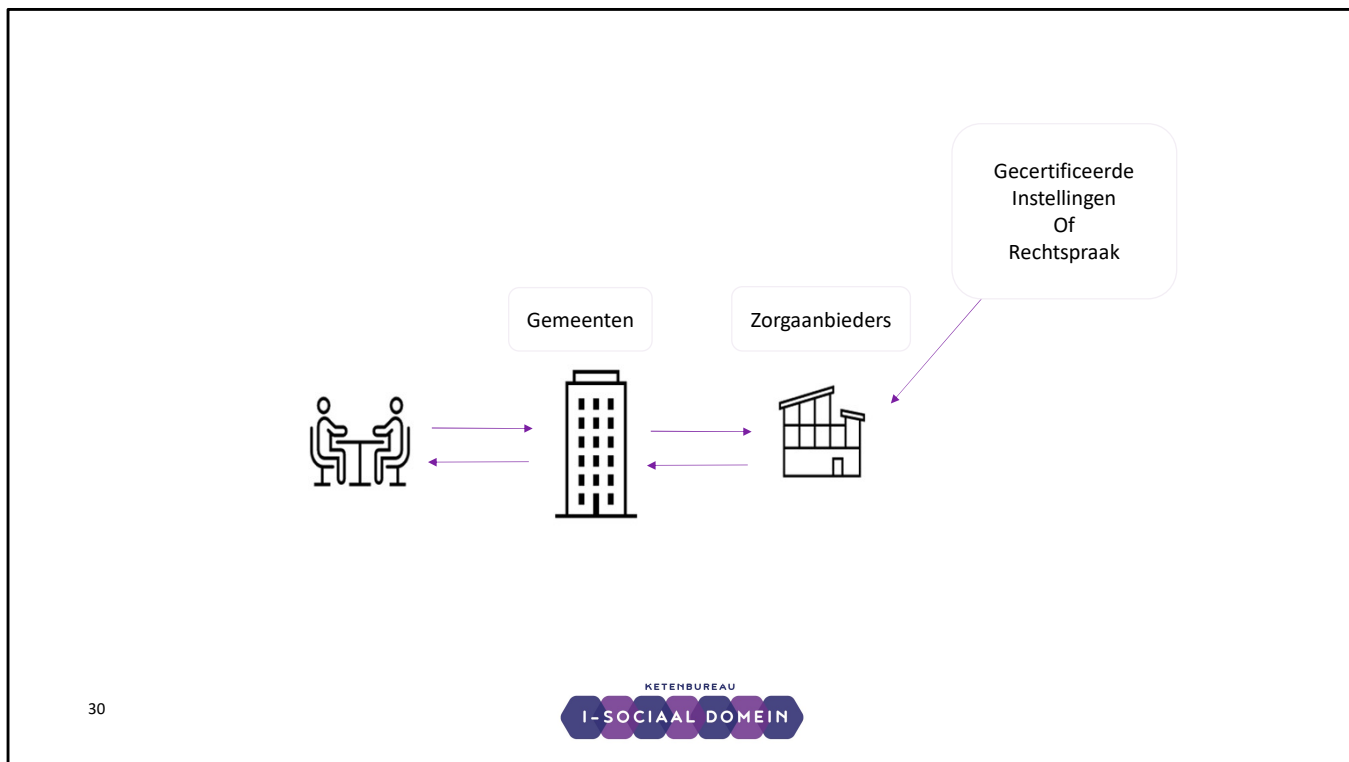 Gecertificeerde
Instellingen
Of
Rechtspraak
Gemeenten
Zorgaanbieders
30
KETENBUREAU
I-SOCIAAL DOMEIN